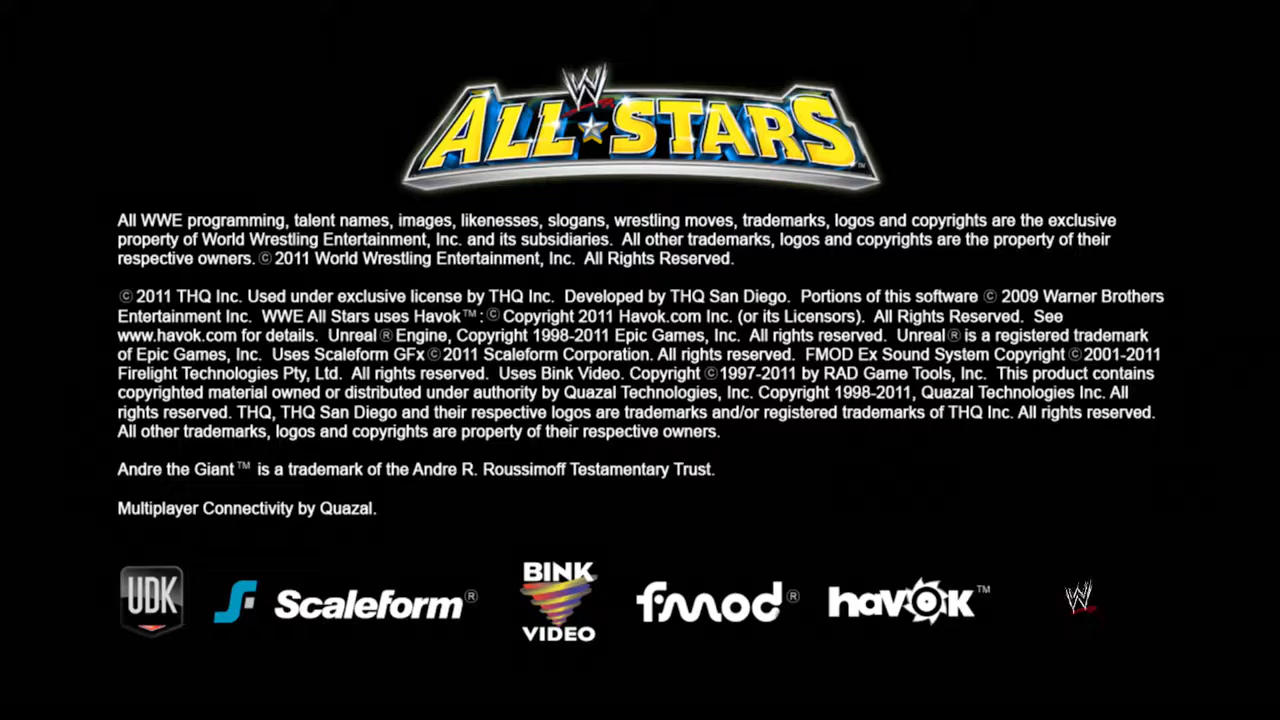 W
ALL STARS
All WWE programming, talent names, images, likenesses, slogans, wrestling moves, trademarks, logos and copyrights are the exclusive
property of World Wrestling Entertainment, Inc. and its subsidiaries.  All other trademarks, logos and copyrights are the property of their
respective owners. © 2011 World Wrestling Entertainment, Inc.  All Rights Reserved.
© 2011 THQ Inc. Used under exclusive license by THQ Inc.  Developed by THQ San Diego.  Portions of this software © 2009 Warner Brothers
Entertainment Inc.  WWE All Stars uses Havok™: © Copyright 2011 Havok.com Inc. (or its Licensors).  All Rights Reserved.  See
www.havok.com for details.  Unreal® Engine, Copyright 1998-2011 Epic Games, Inc.  All rights reserved.  Unreal® is a registered trademark
of Epic Games, Inc.  Uses Scaleform GFx © 2011 Scaleform Corporation. All rights reserved.  FMOD Ex Sound System Copyright © 2001-2011
Firelight Technologies Pty, Ltd.  All rights reserved.  Uses Bink Video. Copyright © 1997-2011 by RAD Game Tools, Inc.  This product contains
copyrighted material owned or distributed under authority by Quazal Technologies, Inc. Copyright 1998-2011, Quazal Technologies Inc. All
rights reserved. THQ, THQ San Diego and their respective logos are trademarks and/or registered trademarks of THQ Inc. All rights reserved.
All other trademarks, logos and copyrights are property of their respective owners.
Andre the Giant™ is a trademark of the Andre R. Roussimoff Testamentary Trust.
Multiplayer Connectivity by Quazal.
UDK Scaleform® BINK VIDEO fmod® havok™ W